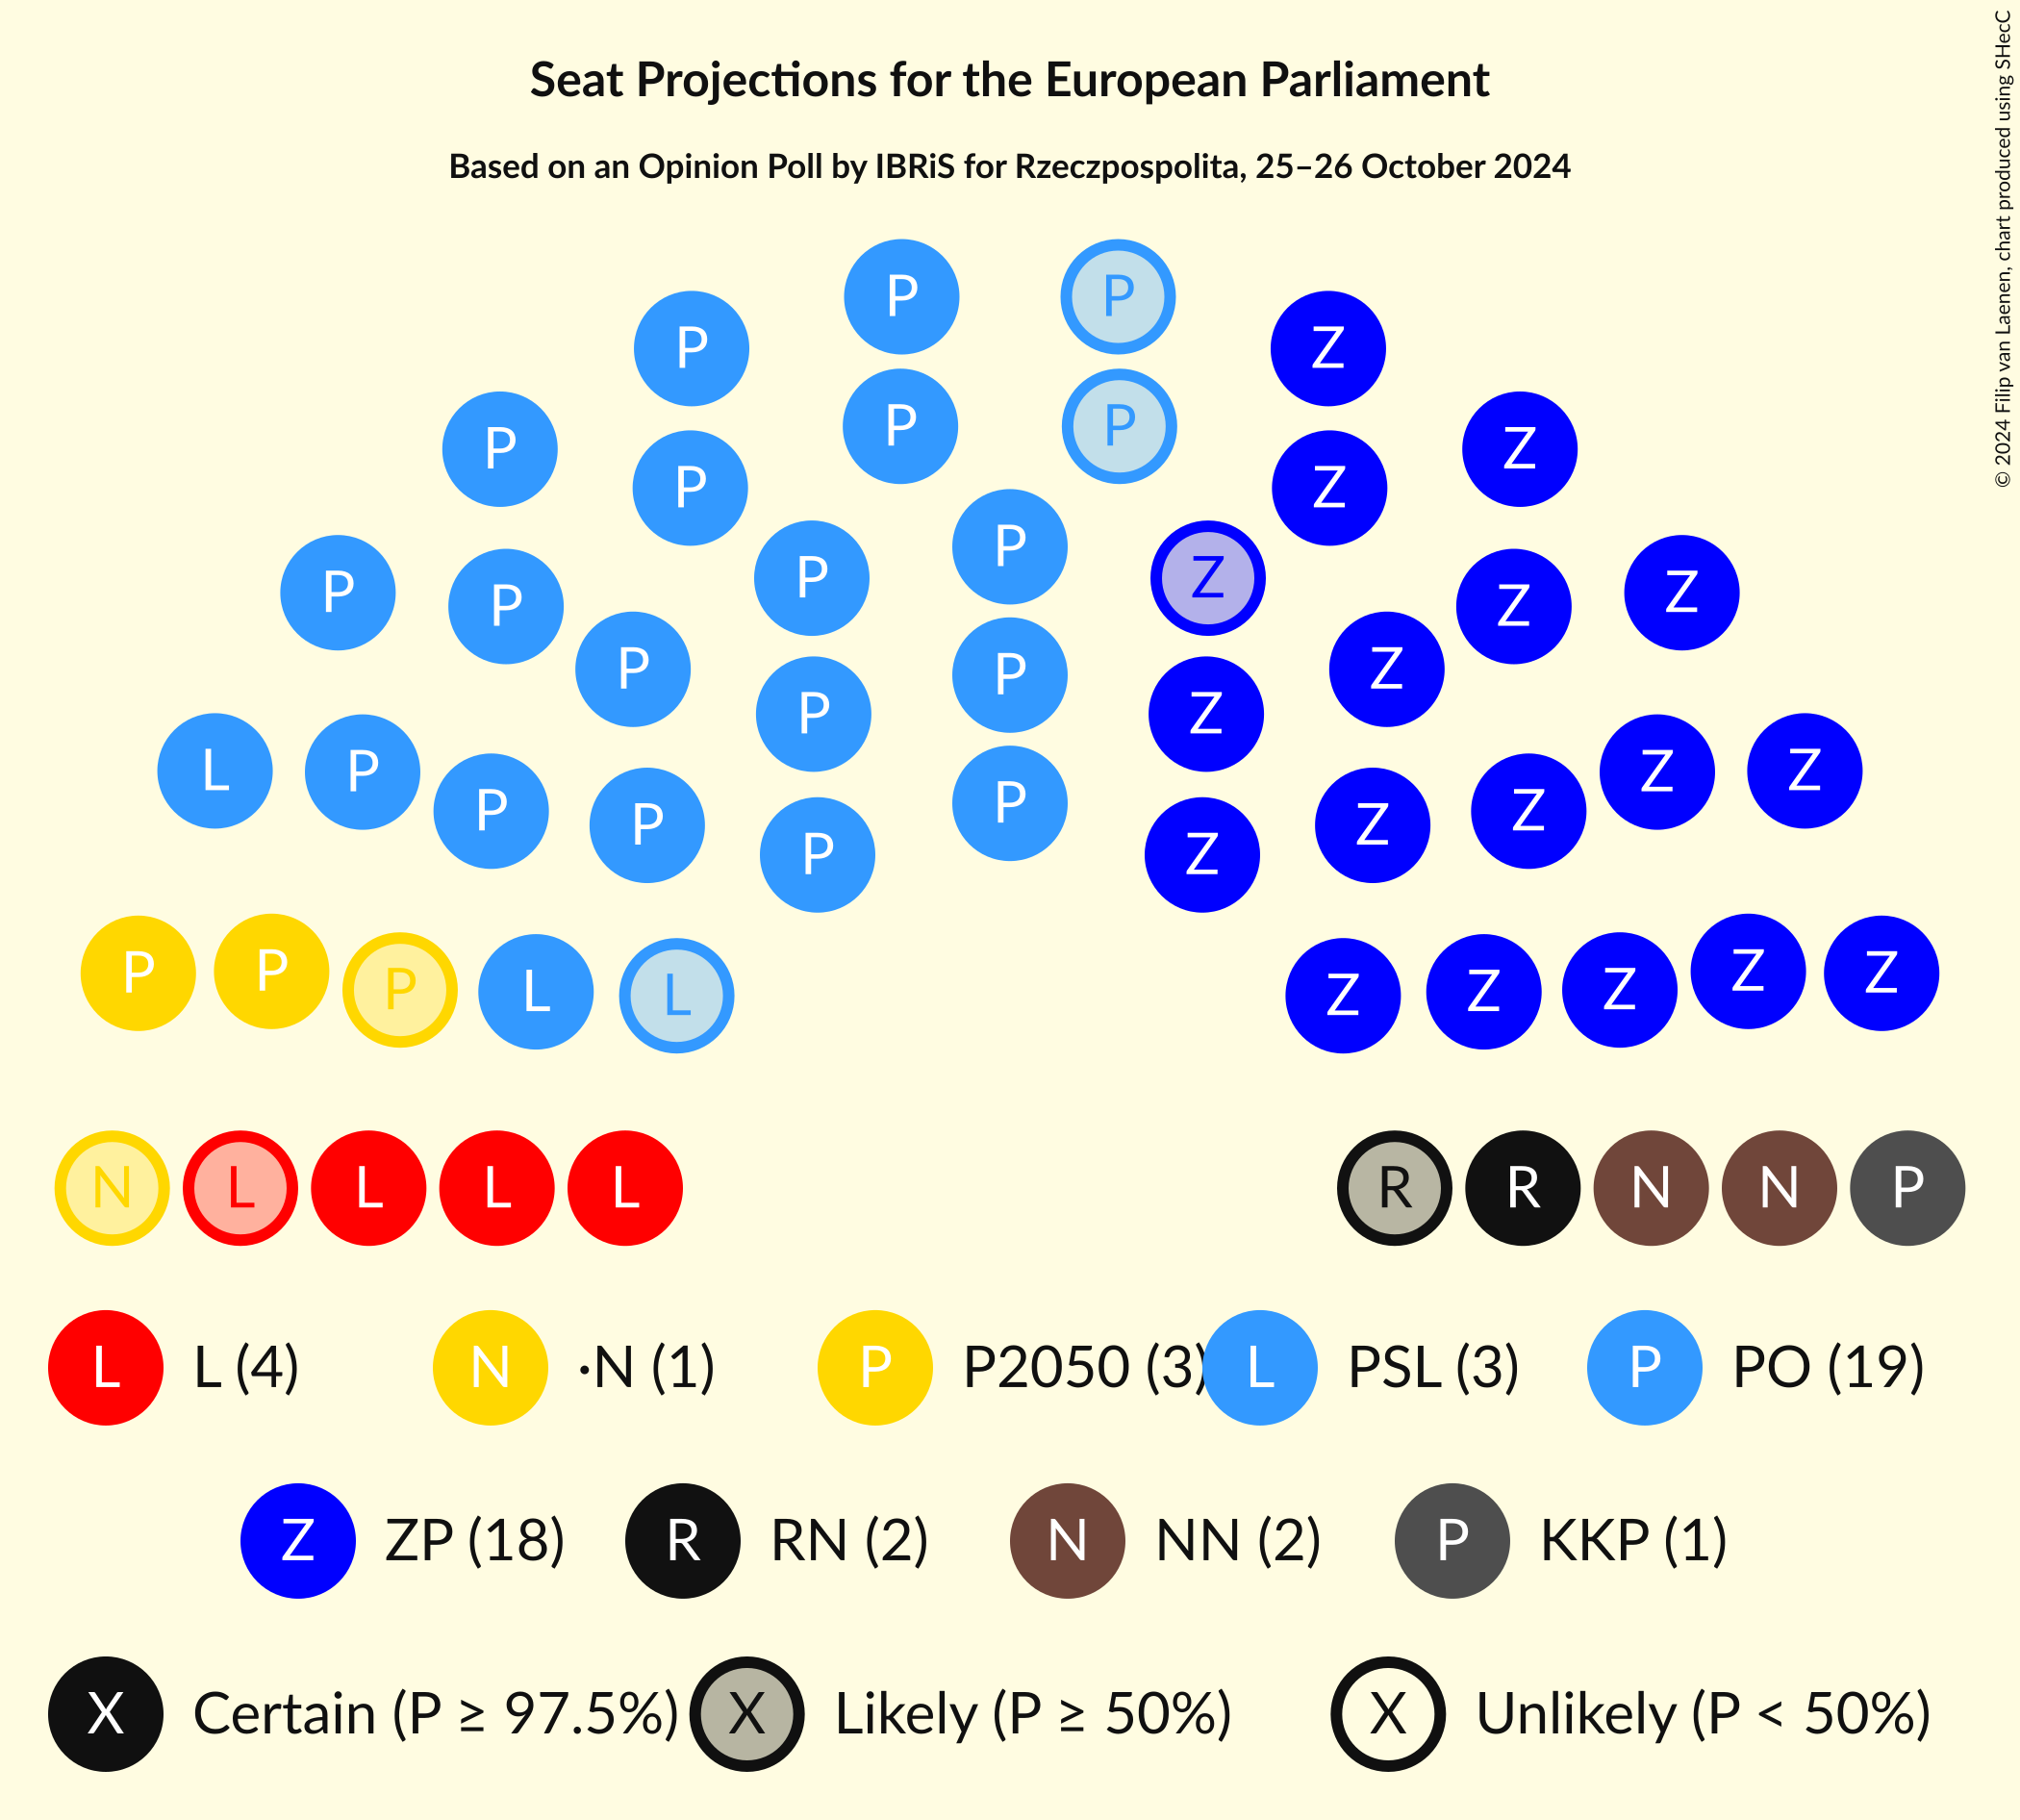 Seat Projections for the European Parliament
Based on an Opinion Poll by IBRiS for Rzeczpospolita, 25–26 October 2024
© 2024 Filip van Laenen, chart produced using SHecC
P P
P Z
P P
P Z
P Z
P Z
P
P Z
P Z
P Z
P Z
P
P Z
L P Z Z
P Z
P
P Z
P Z
P P Z Z
P L L Z Z Z
N L L L L R R N N P
L L (4) N ·N (1) P P2050 (3) L PSL (3) P PO (19)
Z ZP (18) R RN (2) N NN (2) P KKP (1)
X Certain (P ≥ 97.5%) X Likely (P ≥ 50%) X Unlikely (P < 50%)